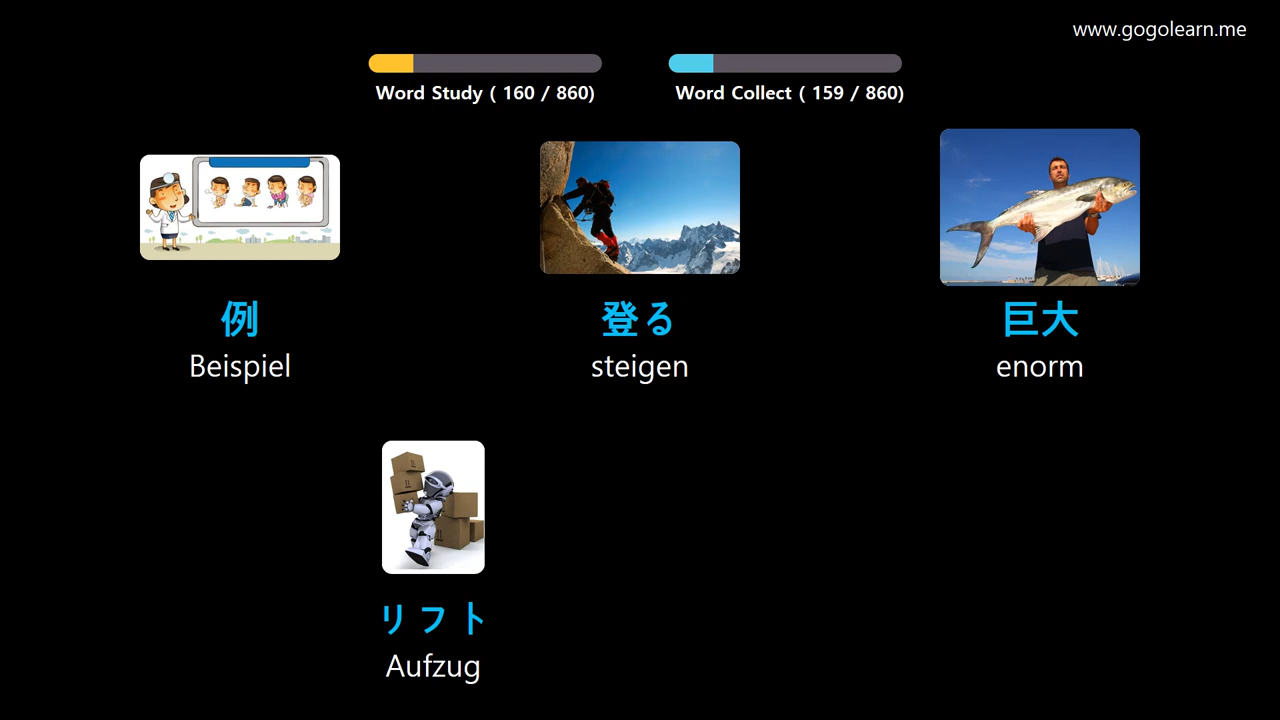 www.gogolearn.me
Word Study ( 160 / 860)
Word Collect ( 159 / 860)
例
Beispiel
登る
steigen
巨大
enorm
リフト
Aufzug